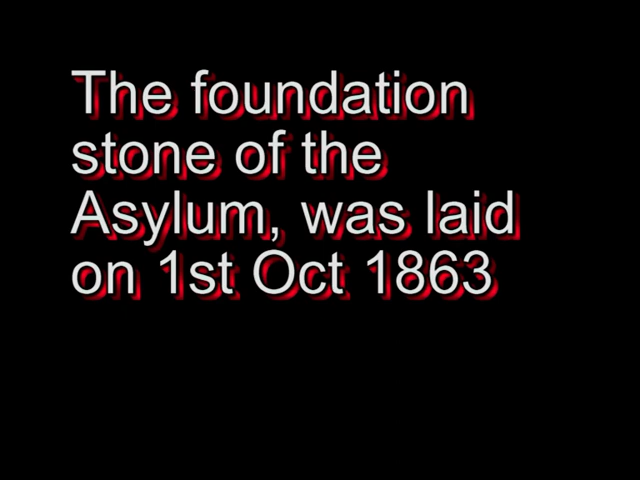 The foundation
stone of the
Asylum, was laid
on 1st Oct 1863